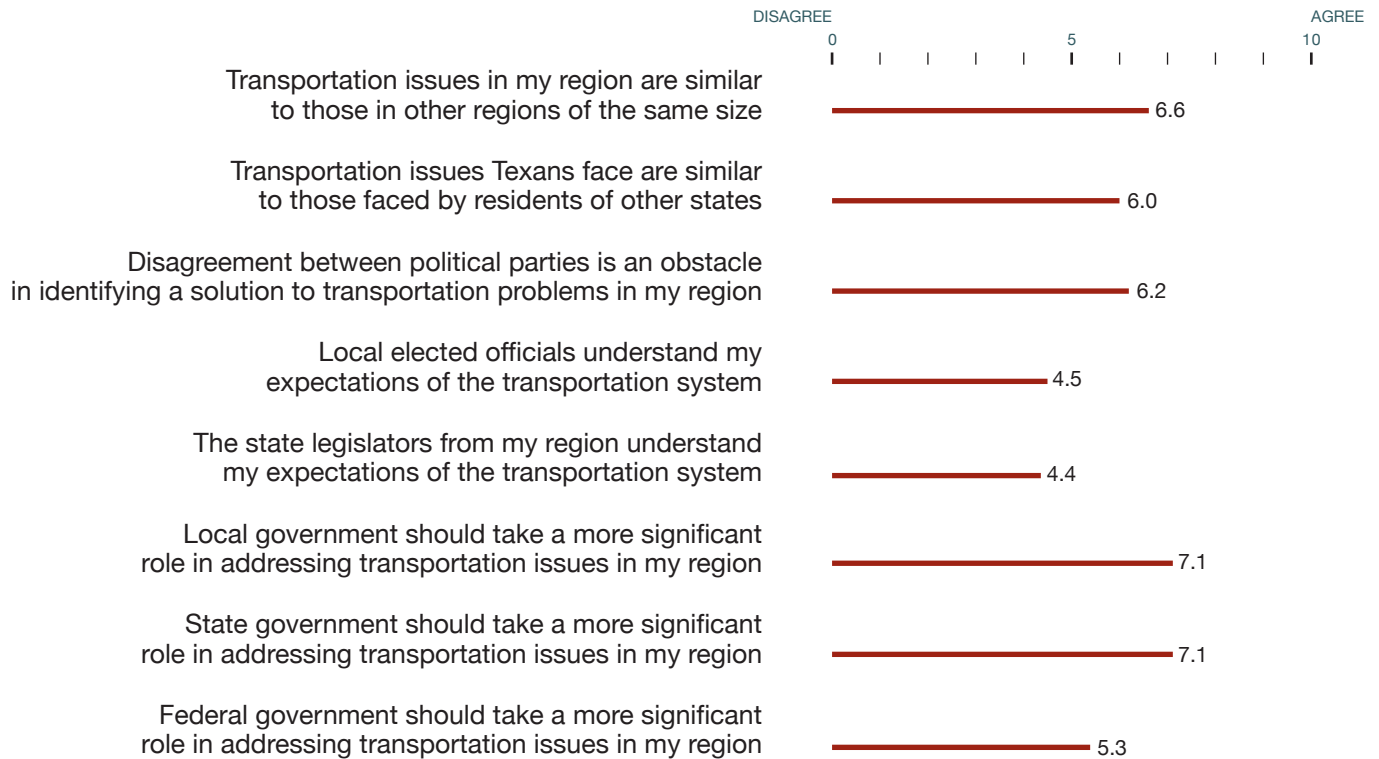 DISAGREE AGREE
0 5 10
Transportation issues in my region are similar
to those in other regions of the same size 6.6
Transportation issues Texans face are similar
to those faced by residents of other states 6.0
Disagreement between political parties is an obstacle
in identifying a solution to transportation problems in my region 6.2
Local elected officials understand my
expectations of the transportation system 4.5
The state legislators from my region understand
my expectations of the transportation system 4.4
Local government should take a more significant
role in addressing transportation issues in my region 7.1
State government should take a more significant
role in addressing transportation issues in my region 7.1
Federal government should take a more significant
role in addressing transportation issues in my region 5.3